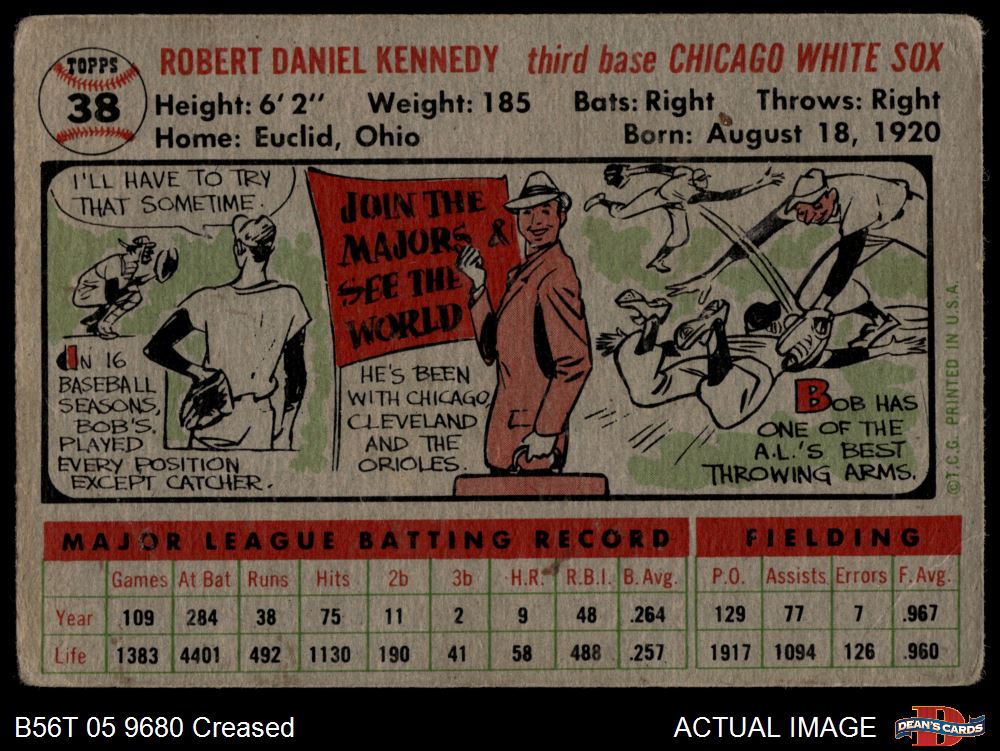 TOPPS
38
ROBERT DANIEL KENNEDY third base CHICAGO WHITE SOX
Height: 6' 2" Weight: 185 Bats: Right Throws: Right
Home: Euclid, Ohio Born: August 18, 1920
I'LL HAVE TO TRY
THAT SOMETIME.
IN 16
BASEBALL
SEASONS,
BOB'S
PLAYED
EVERY POSITION
EXCEPT CATCHER.
JOIN THE
MAJORS &
SEE THE
WORLD
HE'S BEEN
WITH CHICAGO,
CLEVELAND
AND THE
ORIOLES.
BOB HAS
ONE OF THE
A.L.'S BEST
THROWING ARMS.
©T.C.G. PRINTED IN U.S.A.
MAJOR LEAGUE BATTING RECORD FIELDING
Games At Bat Runs Hits 2b 3b H.R. R.B.I. B. Avg. P.O. Assists Errors F. Avg.
Year 109 284 38 75 11 2 9 48 .264 129 77 7 .967
Life 1383 4401 492 1130 190 41 58 488 .257 1917 1094 126 .960
B56T 05 9680 Creased ACTUAL IMAGE DEAN'S CARDS